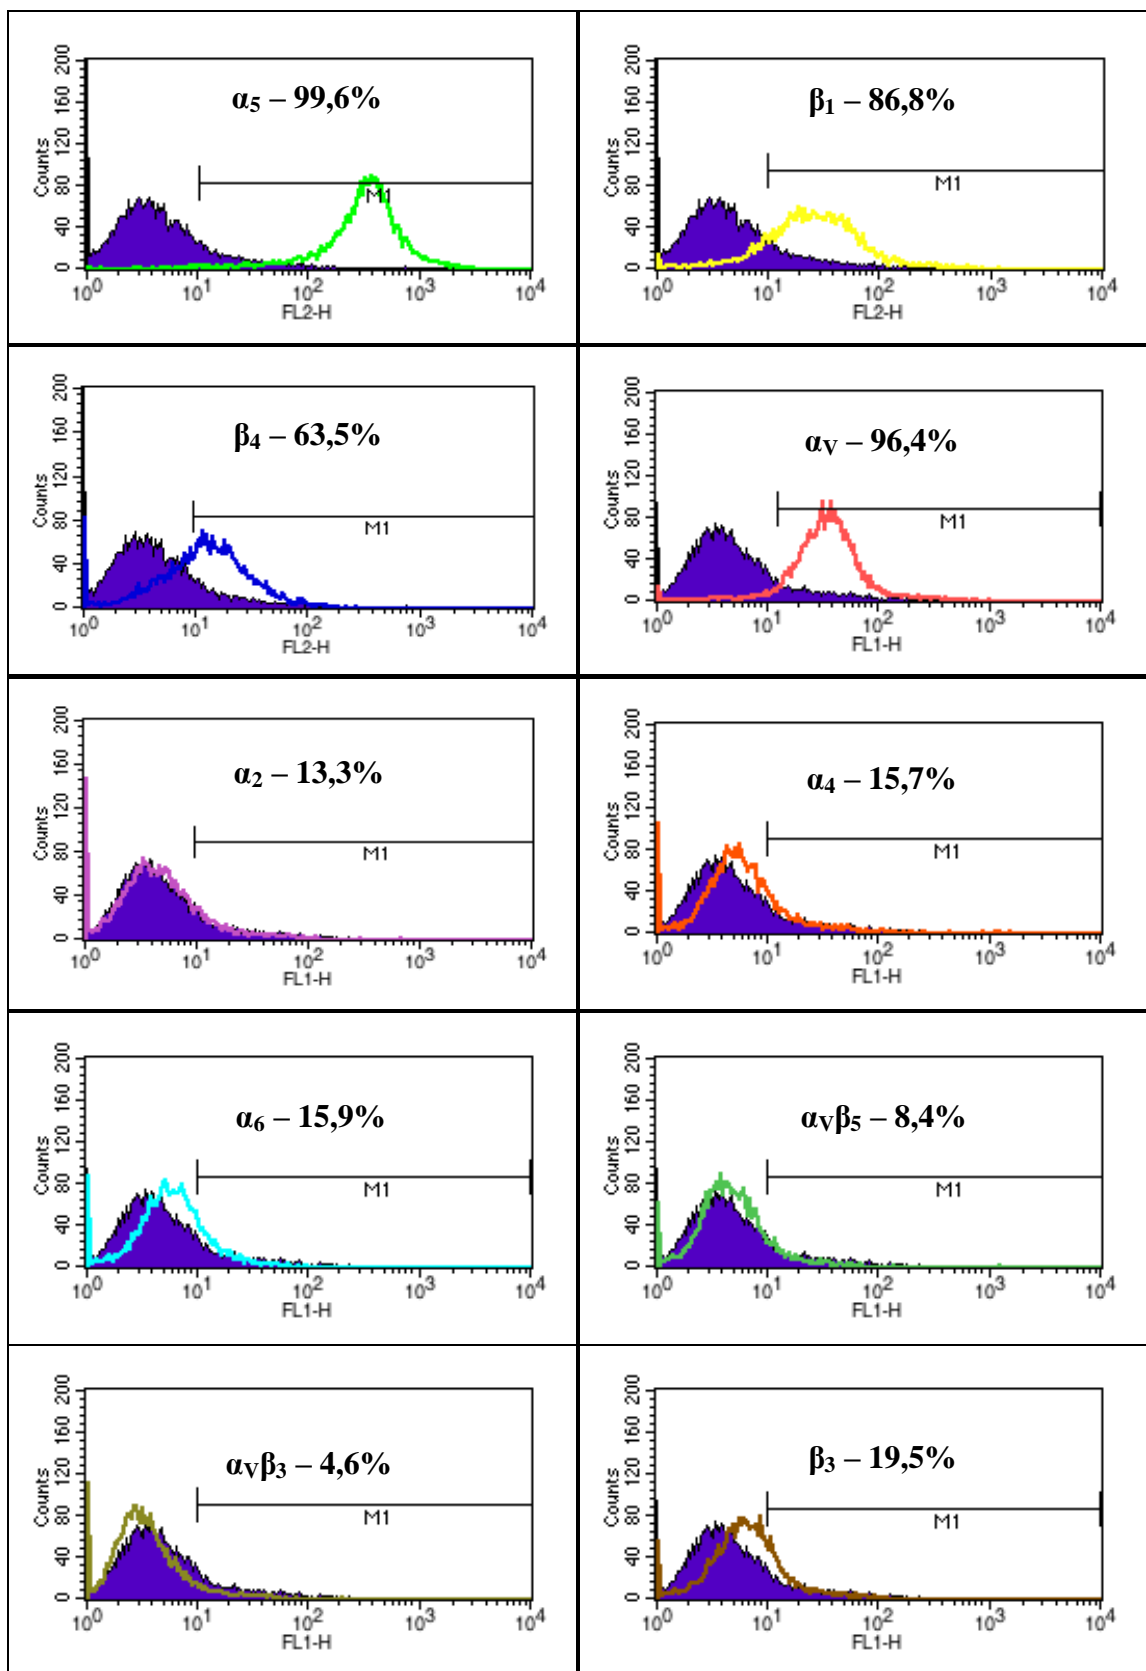 α5 – 99,6%
Counts
200
160
120
80
40
0
M1
10^0 10^1 10^2 10^3 10^4
FL2-H
β1 – 86,8%
Counts
200
160
120
80
40
0
M1
10^0 10^1 10^2 10^3 10^4
FL2-H
β4 – 63,5%
Counts
200
160
120
80
40
0
M1
10^0 10^1 10^2 10^3 10^4
FL2-H
αV – 96,4%
Counts
200
160
120
80
40
0
M1
10^0 10^1 10^2 10^3 10^4
FL1-H
α2 – 13,3%
Counts
200
160
120
80
40
0
M1
10^0 10^1 10^2 10^3 10^4
FL1-H
α4 – 15,7%
Counts
200
160
120
80
40
0
M1
10^0 10^1 10^2 10^3 10^4
FL1-H
α6 – 15,9%
Counts
200
160
120
80
40
0
M1
10^0 10^1 10^2 10^3 10^4
FL1-H
αVβ5 – 8,4%
Counts
200
160
120
80
40
0
M1
10^0 10^1 10^2 10^3 10^4
FL1-H
αVβ3 – 4,6%
Counts
200
160
120
80
40
0
M1
10^0 10^1 10^2 10^3 10^4
FL1-H
β3 – 19,5%
Counts
200
160
120
80
40
0
M1
10^0 10^1 10^2 10^3 10^4
FL1-H